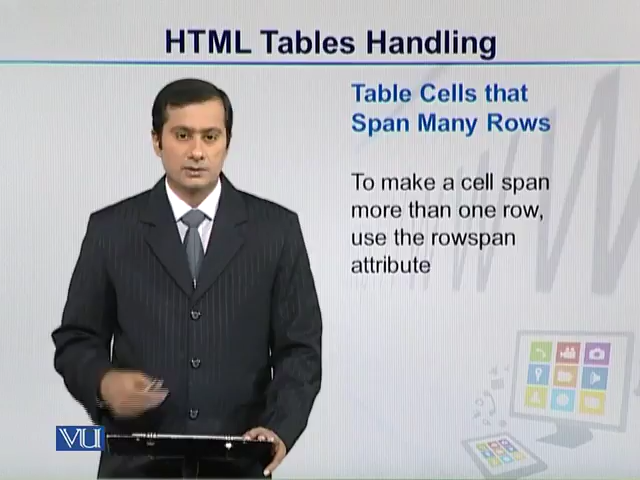 HTML Tables Handling
Table Cells that
Span Many Rows
To make a cell span
more than one row,
use the rowspan
attribute
VU